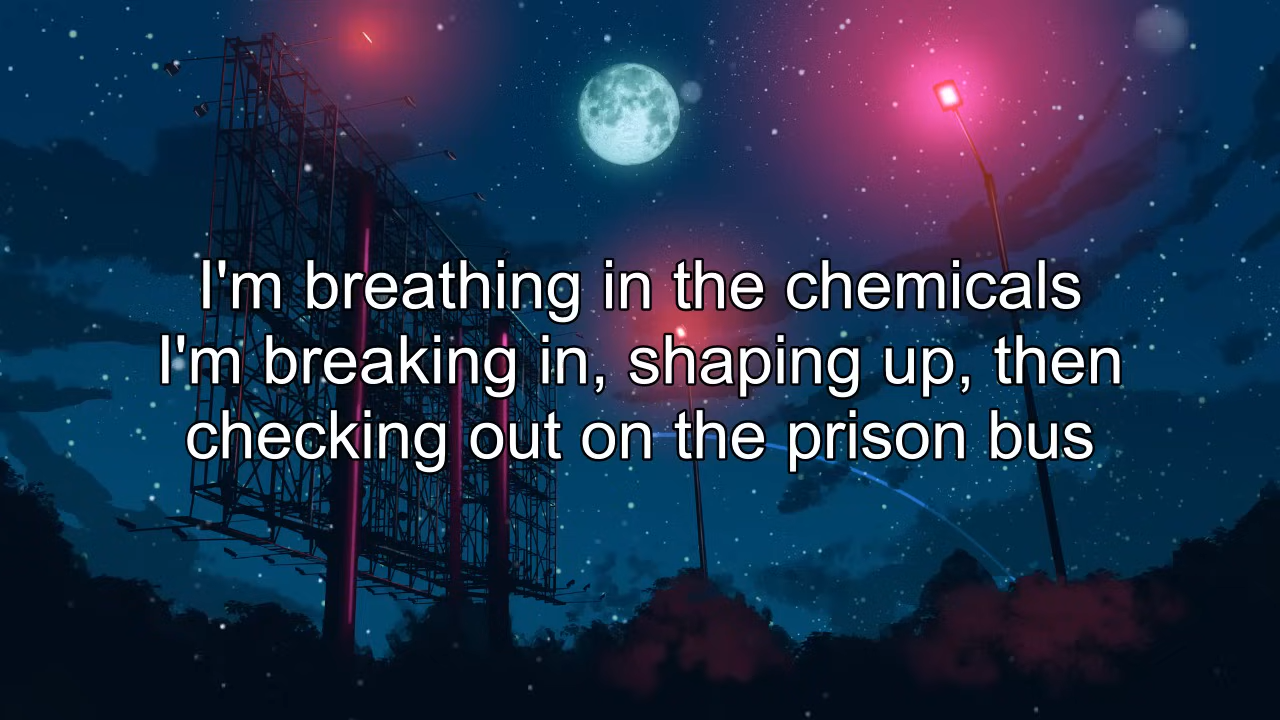 I'm breathing in the chemicals
I'm breaking in, shaping up, then
checking out on the prison bus